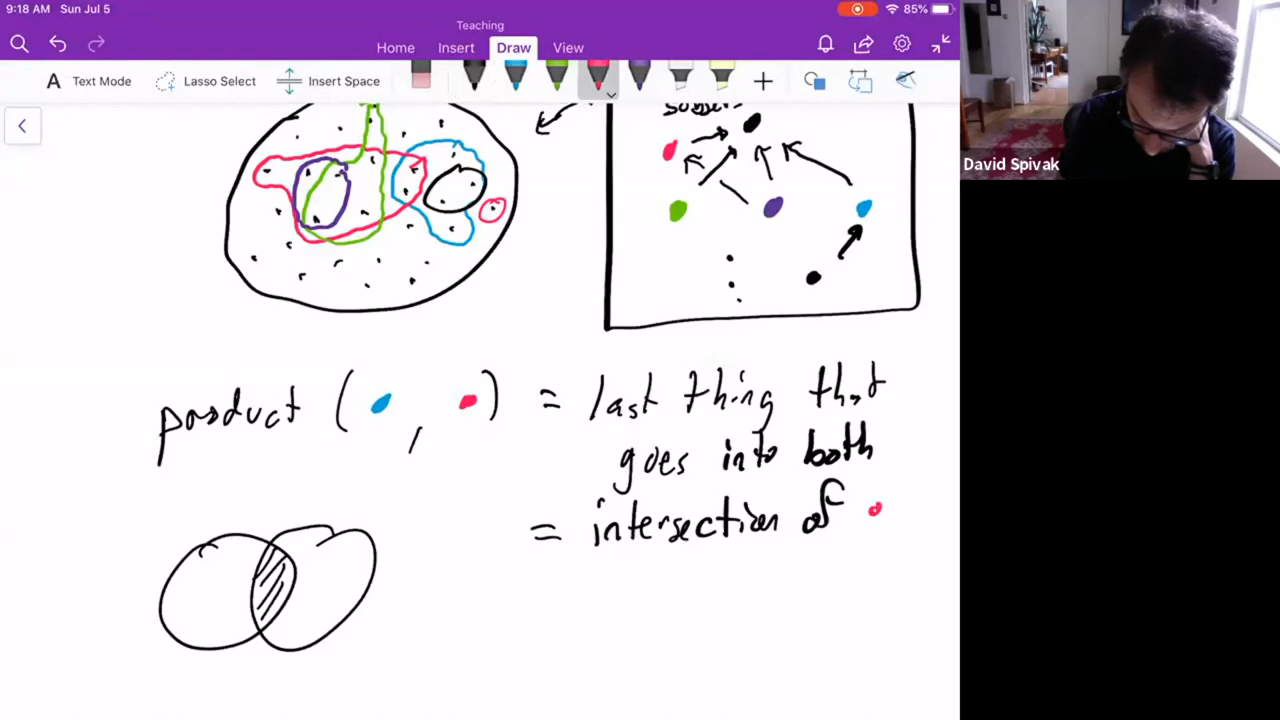 9:18 AM Sun Jul 5
85%
Teaching
Home Insert Draw View
A Text Mode Lasso Select Insert Space
David Spivak
product ( , ) = last thing that
goes into both
= intersection of